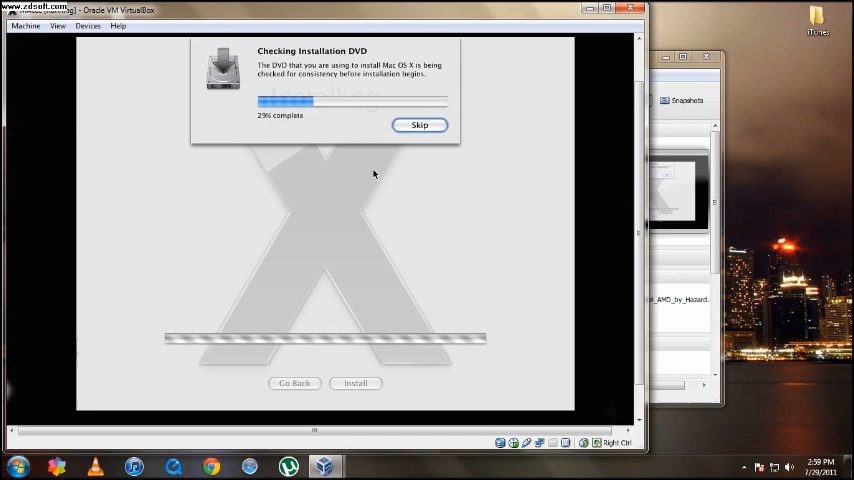 www.zdsoft.com
- Oracle VM VirtualBox
Machine View Devices Help
Checking Installation DVD
The DVD that you are using to install Mac OS X is being
checked for consistency before installation begins.
29% complete
Skip
Installing
Go Back
Install
Right Ctrl
Snapshots
el_AMD_by_Hazard.
iTunes
2:59 PM
7/29/2011